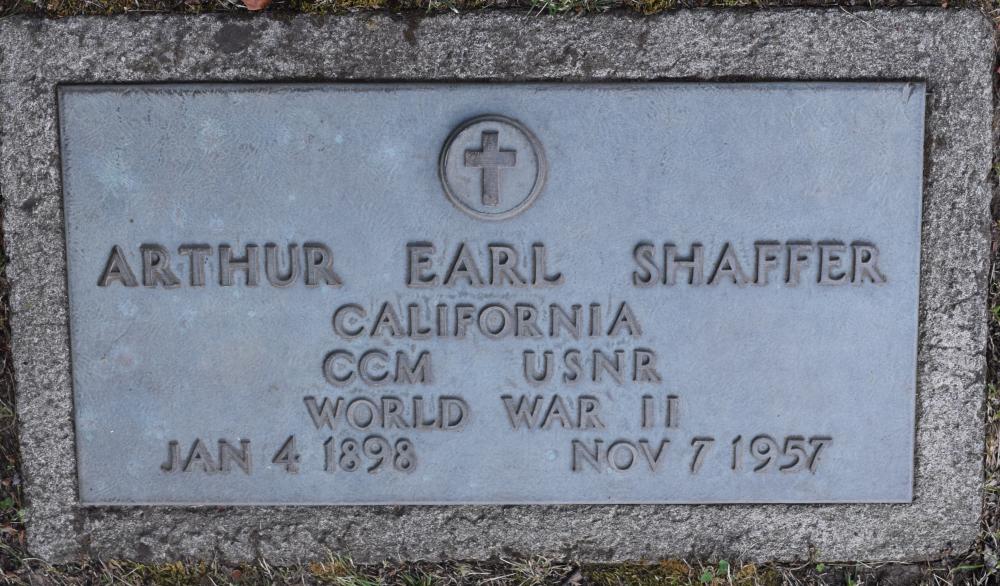 ARTHUR EARL SHAFFER
CALIFORNIA
CCM USNR
WORLD WAR II
JAN 4 1898 NOV 7 1957